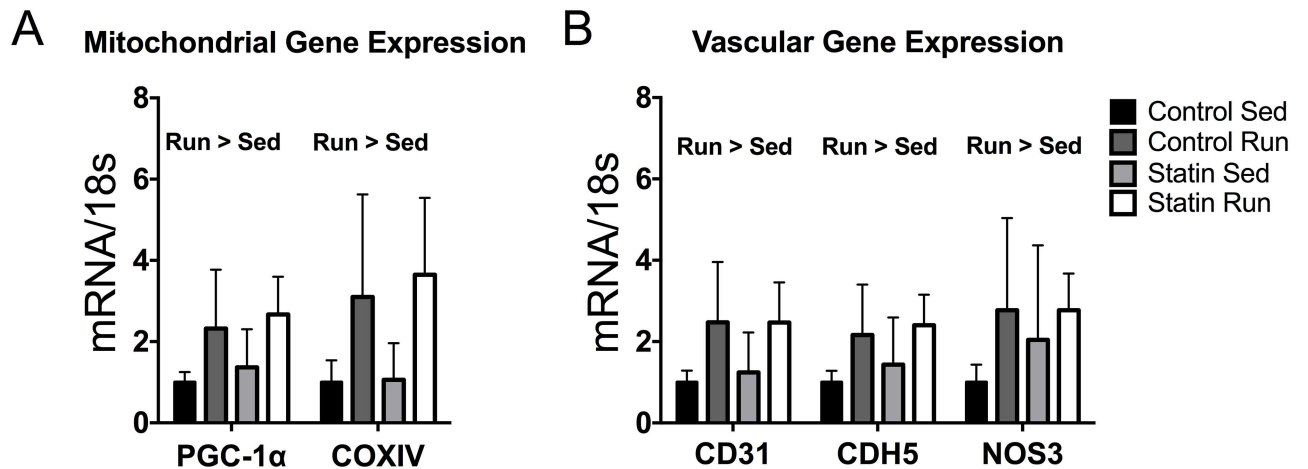 A
Mitochondrial Gene Expression
mRNA/18s
8
6
4
2
0
Run > Sed
Run > Sed
PGC-1α
COXIV
B
Vascular Gene Expression
mRNA/18s
8
6
4
2
0
Run > Sed
Run > Sed
Run > Sed
CD31
CDH5
NOS3
Control Sed
Control Run
Statin Sed
Statin Run